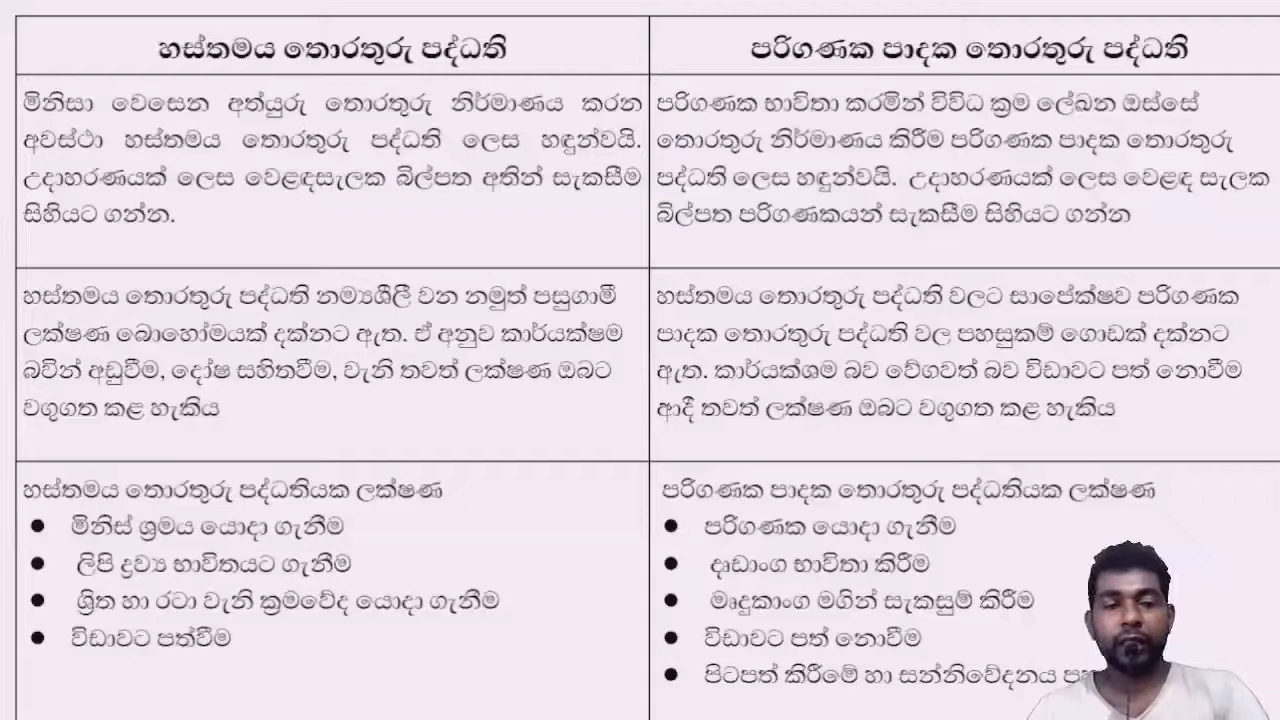 හස්තමය තොරතුරු පද්ධති
පරිගණක පාදක තොරතුරු පද්ධති
මිනිසා වෙසෙන අත්යුරු තොරතුරු නිර්මාණය කරන
අවස්ථා හස්තමය තොරතුරු පද්ධති ලෙස හඳුන්වයි.
උදාහරණයක් ලෙස වෙළඳසැලක බිල්පත අතින් සැකසීම
සිහියට ගන්න.
පරිගණක භාවිතා කරමින් විවිධ ක්‍රම ලේඛන ඔස්සේ
තොරතුරු නිර්මාණය කිරීම පරිගණක පාදක තොරතුරු
පද්ධති ලෙස හඳුන්වයි. උදාහරණයක් ලෙස වෙළඳ සැලක
බිල්පත පරිගණකයන් සැකසීම සිහියට ගන්න
හස්තමය තොරතුරු පද්ධති නම්‍යශීලී වන නමුත් පසුගාමී
ලක්ෂණ බොහෝමයක් දක්නට ඇත. ඒ අනුව කාර්යක්ෂම
බවින් අඩුවීම, දෝෂ සහිතවීම, වැනි තවත් ලක්ෂණ ඔබට
වගුගත කළ හැකිය
හස්තමය තොරතුරු පද්ධති වලට සාපේක්ෂව පරිගණක
පාදක තොරතුරු පද්ධති වල පහසුකම් ගොඩක් දක්නට
ඇත. කාර්යක්ශම බව වේගවත් බව විඩාවට පත් නොවීම
ආදී තවත් ලක්ෂණ ඔබට වගුගත කළ හැකිය
හස්තමය තොරතුරු පද්ධතියක ලක්ෂණ
● මිනිස් ශ්‍රමය යොදා ගැනීම
● ලිපි ද්‍රව්‍ය භාවිතයට ගැනීම
● ශ්‍රිත හා රටා වැනි ක්‍රමවේද යොදා ගැනීම
● විඩාවට පත්වීම
පරිගණක පාදක තොරතුරු පද්ධතියක ලක්ෂණ
● පරිගණක යොදා ගැනීම
● දෘඩාංග භාවිතා කිරීම
● මෘදුකාංග මගින් සැකසුම් කිරීම
● විඩාවට පත් නොවීම
● පිටපත් කිරීමේ හා සන්නිවේදනය